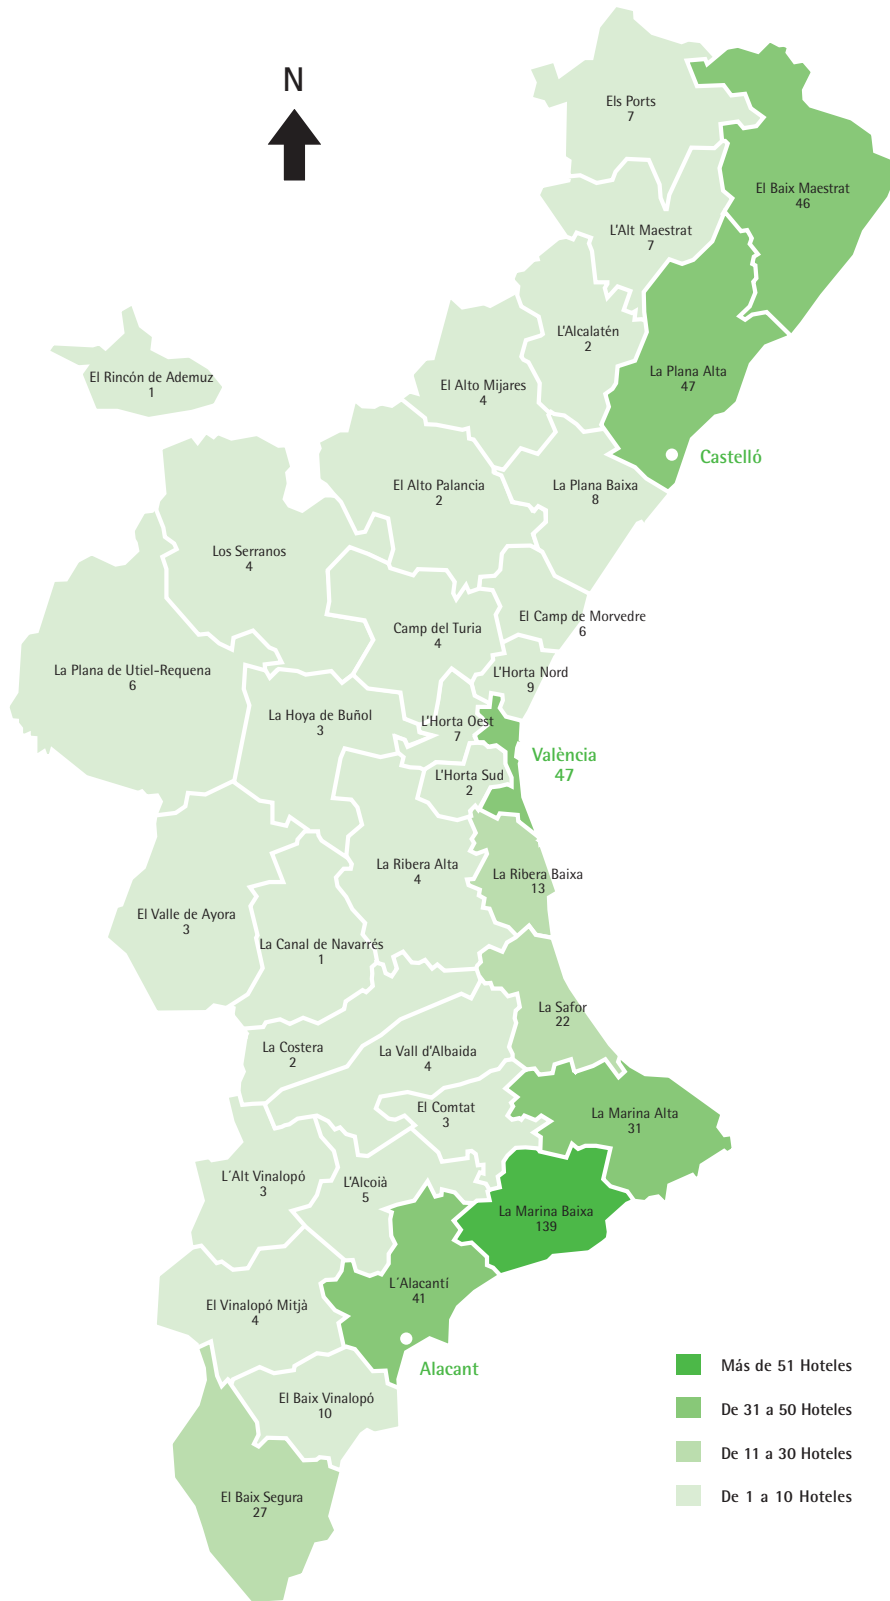 N
Els Ports
7
El Baix Maestrat
46
L'Alt Maestrat
7
L'Alcalatén
2
La Plana Alta
47
El Rincón de Ademuz
1
El Alto Mijares
4
Castelló
El Alto Palancia
2
La Plana Baixa
8
Los Serranos
4
El Camp de Morvedre
6
Camp del Turia
4
La Plana de Utiel-Requena
6
L'Horta Nord
9
La Hoya de Buñol
3
L'Horta Oest
7
València
47
L'Horta Sud
2
La Ribera Alta
4
La Ribera Baixa
13
El Valle de Ayora
3
La Canal de Navarrés
1
La Safor
22
La Costera
2
La Vall d'Albaida
4
El Comtat
3
La Marina Alta
31
L´Alt Vinalopó
3
L'Alcoià
5
La Marina Baixa
139
L´Alacantí
41
El Vinalopó Mitjà
4
Alacant
El Baix Vinalopó
10
El Baix Segura
27
Más de 51 Hoteles
De 31 a 50 Hoteles
De 11 a 30 Hoteles
De 1 a 10 Hoteles